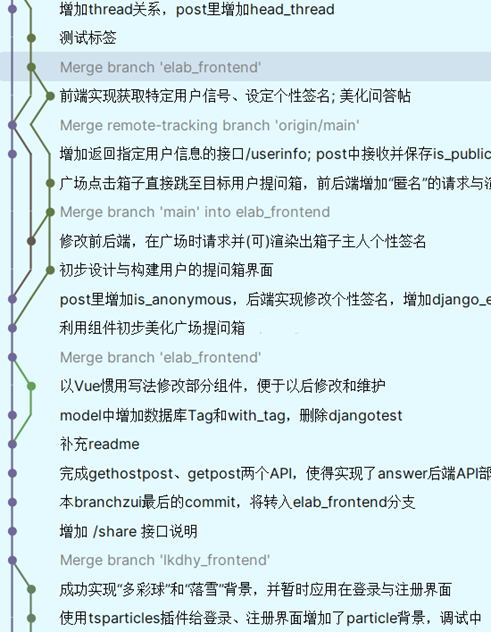 增加thread关系，post里增加head_thread
测试标签
Merge branch 'elab_frontend'
前端实现获取特定用户信号、设定个性签名; 美化问答帖
Merge remote-tracking branch 'origin/main'
增加返回指定用户信息的接口/userinfo; post中接收并保存is_public
广场点击箱子直接跳至目标用户提问箱，前后端增加“匿名”的请求与
Merge branch 'main' into elab_frontend
修改前后端，在广场时请求并(可)渲染出箱子主人个性签名
初步设计与构建用户的提问箱界面
post里增加is_anonymous，后端实现修改个性签名，增加django_e
利用组件初步美化广场提问箱
Merge branch 'elab_frontend'
以Vue惯用写法修改部分组件，便于以后修改和维护
model中增加数据库Tag和with_tag，删除djangotest
补充readme
完成gethostpost、getpost两个API，使得实现了answer后端API部
本branchzui最后的commit，将转入elab_frontend分支
增加 /share 接口说明
Merge branch 'lkdhy_frontend'
成功实现“多彩球”和“落雪”背景，并暂时应用在登录与注册界面
使用tsparticles插件给登录、注册界面增加了particle背景，调试中